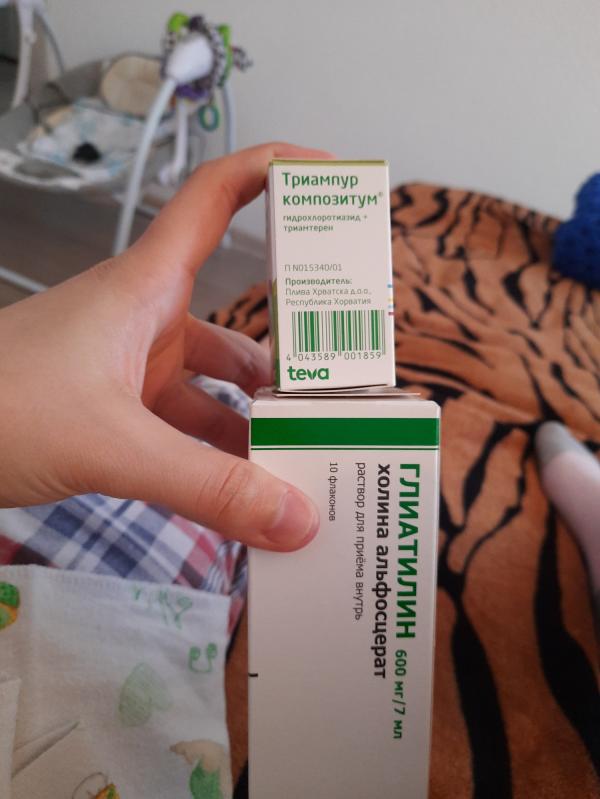 Триампур
композитум®
гидрохлоротиазид +
триамтерен
П N015340/01
Производитель:
Плива Хрватска д.о.о.,
Республика Хорватия
4 043589 001859
teva
ГЛИАТИЛИН 600 мг/7 мл
холина альфосцерат
раствор для приёма внутрь
10 флаконов